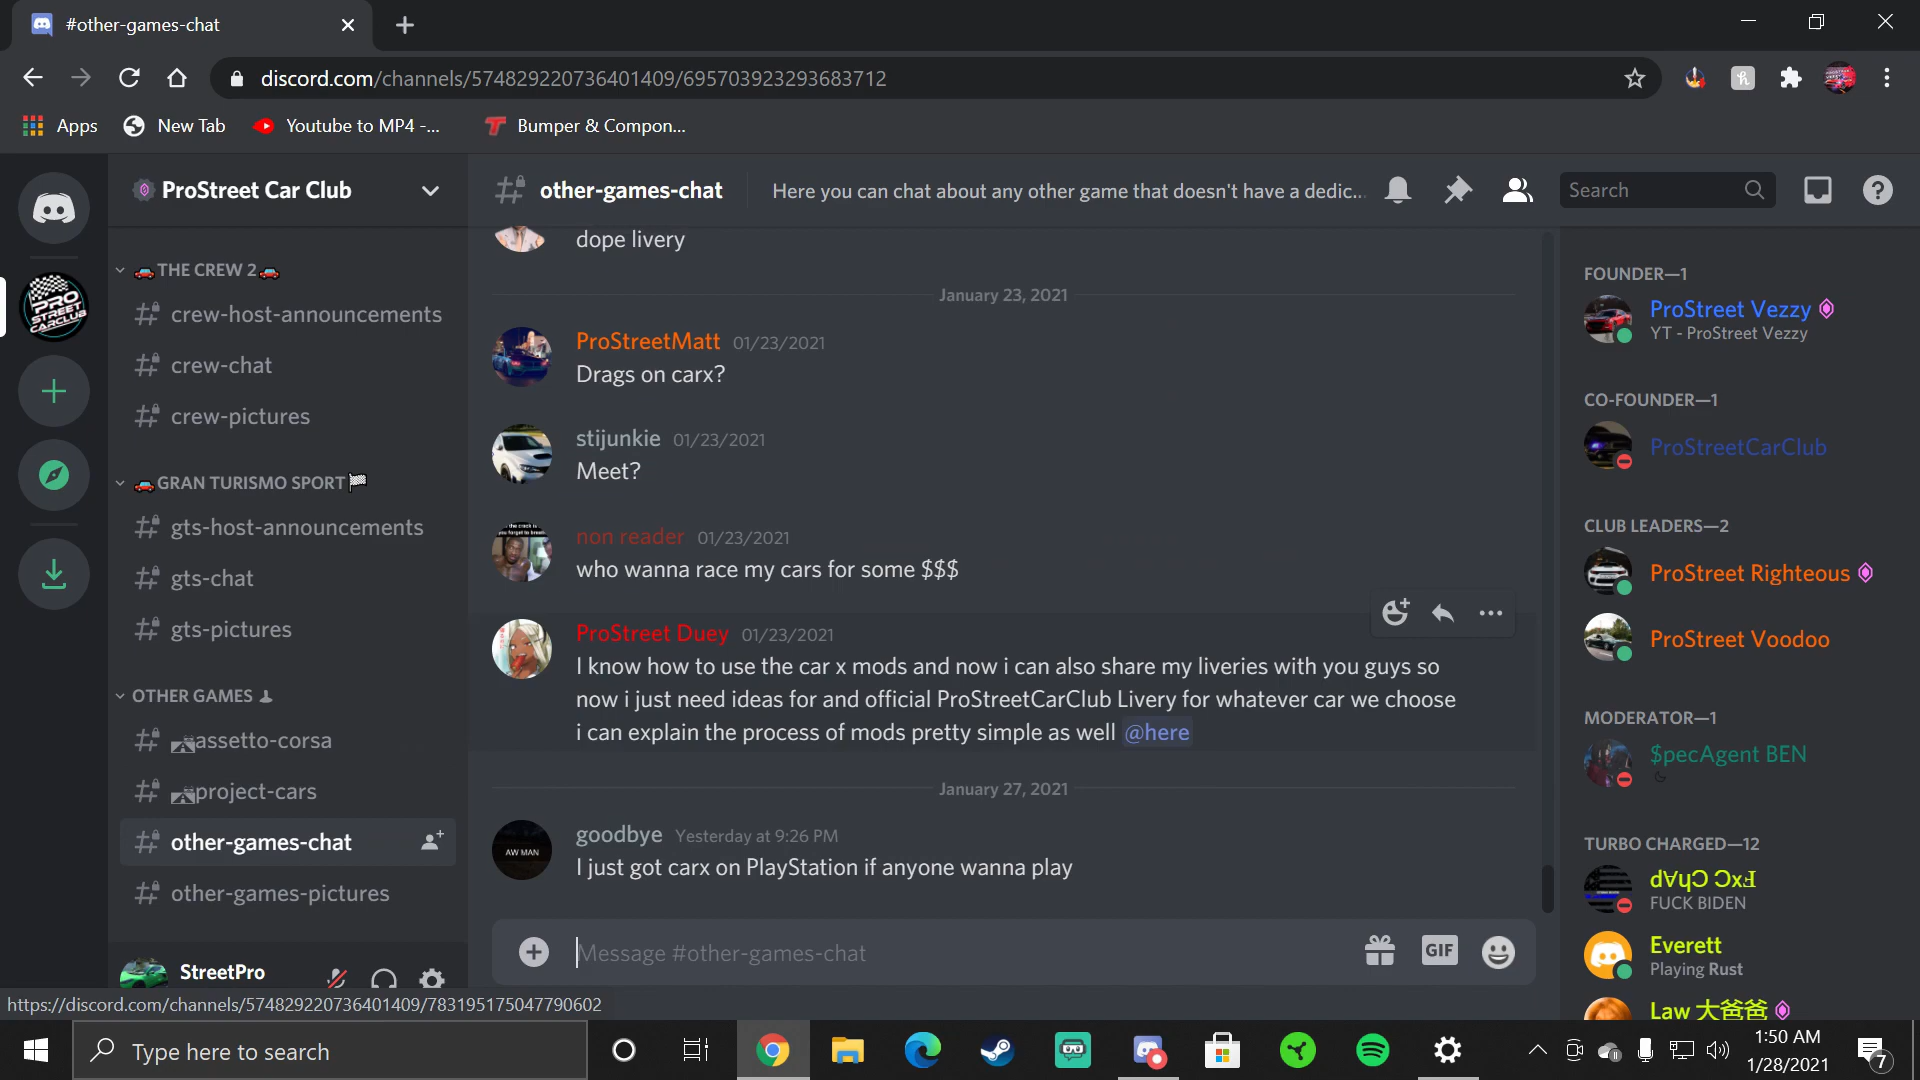 #other-games-chat
discord.com/channels/574829220736401409/695703923293683712
Apps
New Tab
Youtube to MP4 -...
Bumper & Compon...
PRO STREET CARCLUB
ProStreet Car Club
other-games-chat
Here you can chat about any other game that doesn't have a dedic...
Search
THE CREW 2
crew-host-announcements
crew-chat
crew-pictures
GRAN TURISMO SPORT
gts-host-announcements
gts-chat
gts-pictures
OTHER GAMES
assetto-corsa
project-cars
other-games-chat
other-games-pictures
StreetPro
dope livery
January 23, 2021
ProStreetMatt 01/23/2021
Drags on carx?
stijunkie 01/23/2021
Meet?
non reader 01/23/2021
who wanna race my cars for some $$$
ProStreet Duey 01/23/2021
I know how to use the car x mods and now i can also share my liveries with you guys so
now i just need ideas for and official ProStreetCarClub Livery for whatever car we choose
i can explain the process of mods pretty simple as well @here
January 27, 2021
AW MAN
goodbye Yesterday at 9:26 PM
I just got carx on PlayStation if anyone wanna play
Message #other-games-chat
GIF
FOUNDER—1
ProStreet Vezzy
YT - ProStreet Vezzy
CO-FOUNDER—1
ProStreetCarClub
CLUB LEADERS—2
ProStreet Righteous
ProStreet Voodoo
MODERATOR—1
$pecAgent BEN
TURBO CHARGED—12
d∀ɥϽ ϽxℲ
FUCK BIDEN
Everett
Playing Rust
Law 大爸爸
https://discord.com/channels/574829220736401409/783195175047790602
Type here to search
1:50 AM
1/28/2021
7